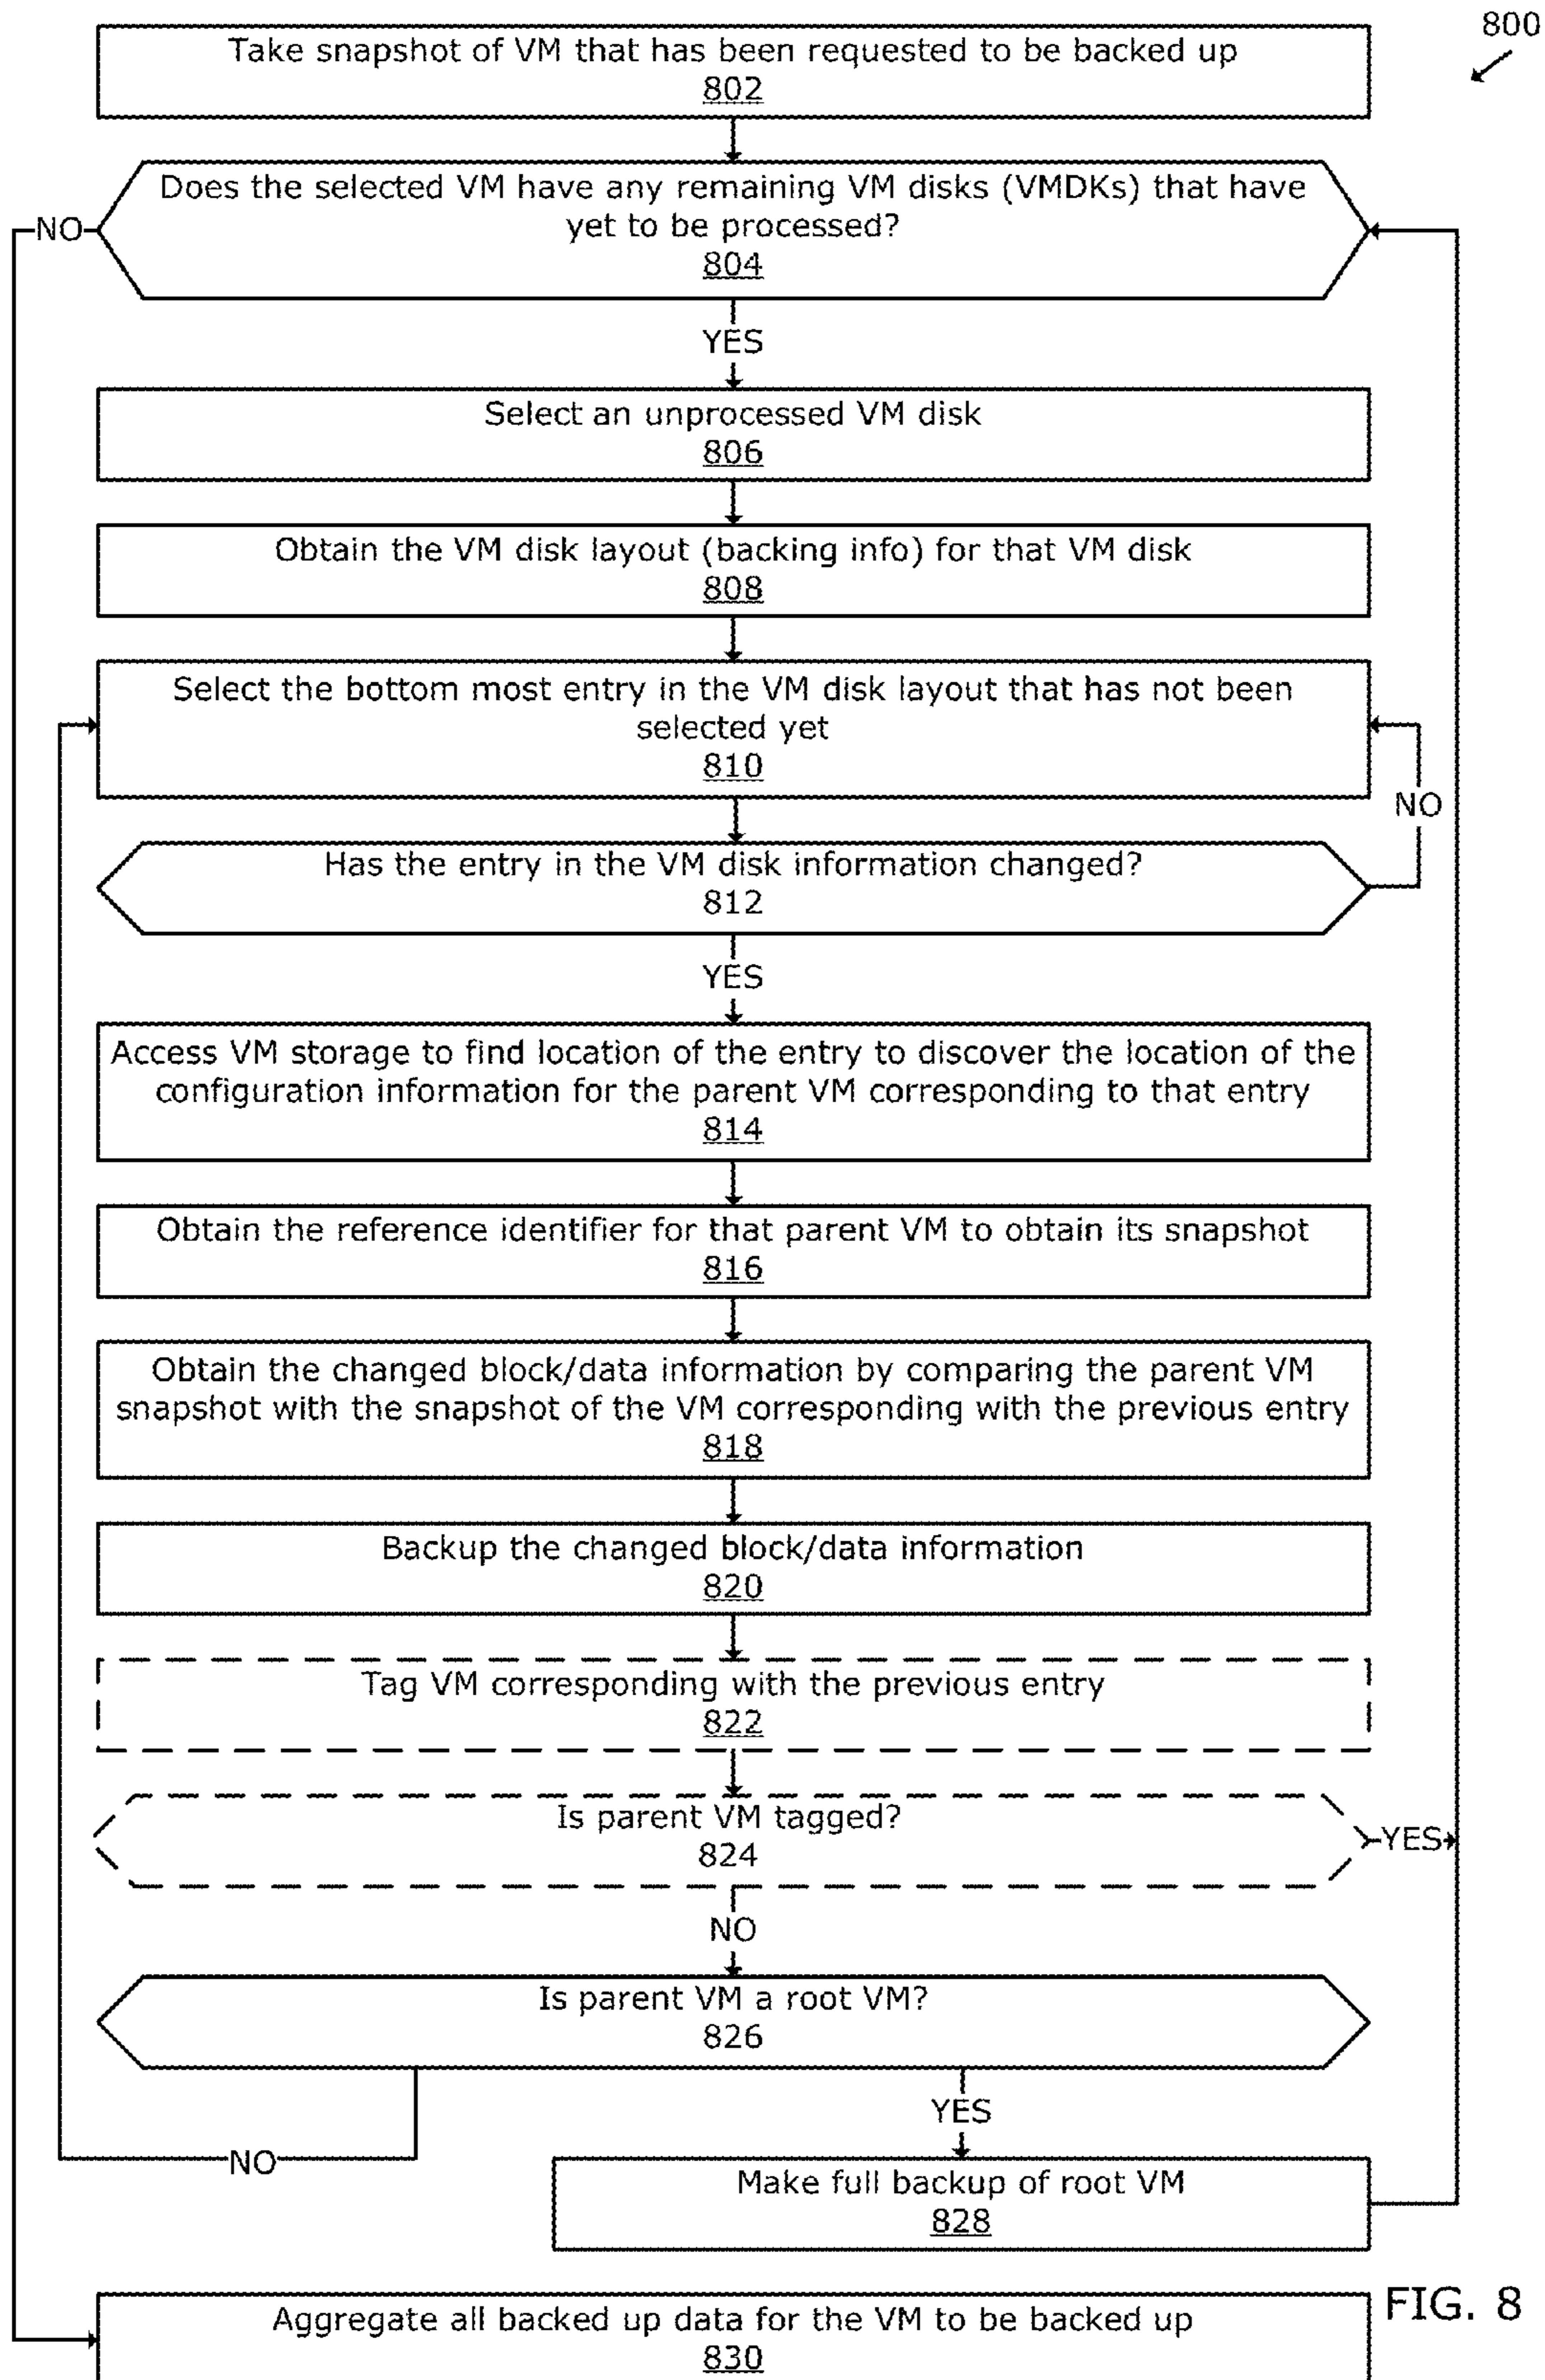 800
Take snapshot of VM that has been requested to be backed up
802
Does the selected VM have any remaining VM disks (VMDKs) that have
yet to be processed?
804
NO
YES
Select an unprocessed VM disk
806
Obtain the VM disk layout (backing info) for that VM disk
808
Select the bottom most entry in the VM disk layout that has not been
selected yet
810
NO
Has the entry in the VM disk information changed?
812
YES
Access VM storage to find location of the entry to discover the location of the
configuration information for the parent VM corresponding to that entry
814
Obtain the reference identifier for that parent VM to obtain its snapshot
816
Obtain the changed block/data information by comparing the parent VM
snapshot with the snapshot of the VM corresponding with the previous entry
818
Backup the changed block/data information
820
Tag VM corresponding with the previous entry
822
Is parent VM tagged?
824
YES
NO
Is parent VM a root VM?
826
YES
NO
Make full backup of root VM
828
Aggregate all backed up data for the VM to be backed up
830
FIG. 8